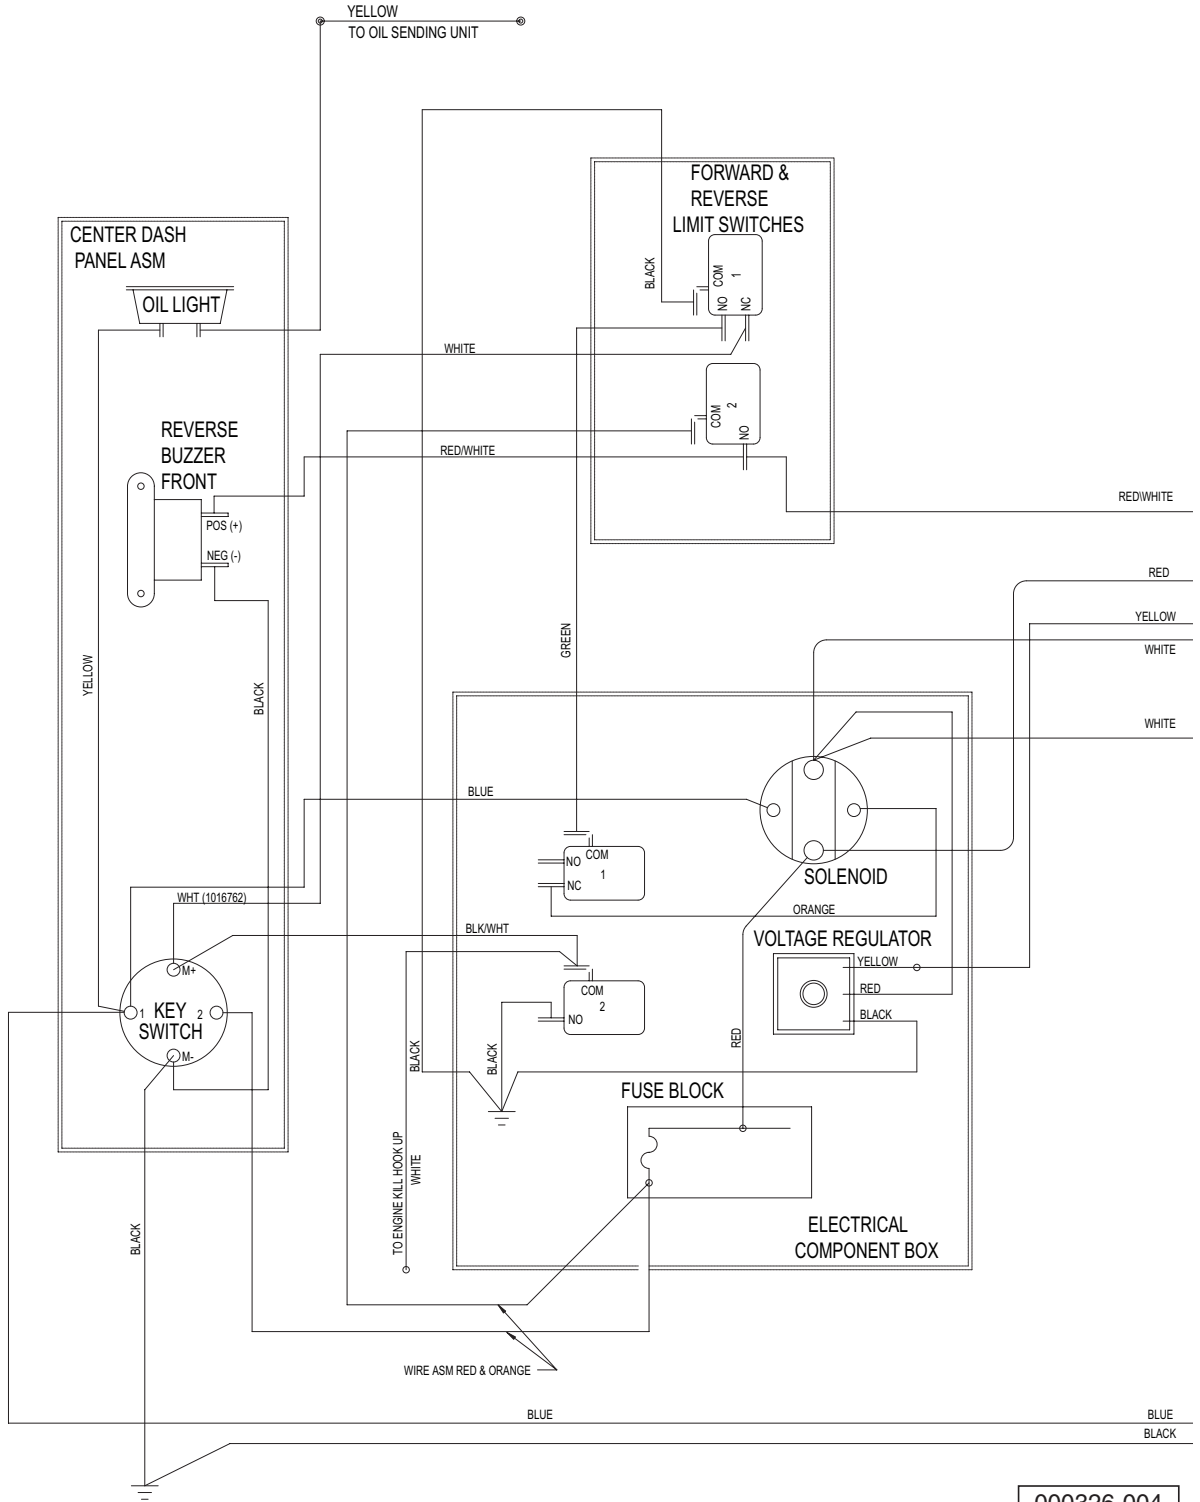 YELLOW
TO OIL SENDING UNIT
FORWARD &
REVERSE
LIMIT SWITCHES
CENTER DASH
PANEL ASM
OIL LIGHT
BLACK
COM
1
NO
NC
WHITE
COM
2
NO
REVERSE
BUZZER
FRONT
RED/WHITE
RED\WHITE
POS (+)
NEG (-)
RED
YELLOW
WHITE
GREEN
YELLOW
BLACK
WHITE
BLUE
NO
COM
1
NC
SOLENOID
WHT (1016762)
ORANGE
BLK/WHT
VOLTAGE REGULATOR
YELLOW
M+
RED
COM
2
NO
1
KEY
2
SWITCH
BLACK
M-
BLACK
BLACK
RED
FUSE BLOCK
TO ENGINE KILL HOOK UP
WHITE
BLACK
ELECTRICAL
COMPONENT BOX
WIRE ASM RED & ORANGE
BLUE
BLUE
BLACK
000326-004